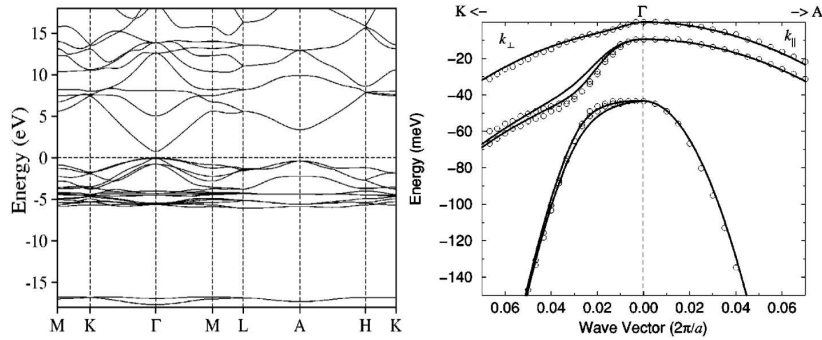 Energy (eV)
15
10
5
0
-5
-10
-15
M K Γ M L A H K
K <- Γ -> A
k⊥ k∥
Energy (meV)
-20
-40
-60
-80
-100
-120
-140
0.06 0.04 0.02 0.00 0.02 0.04 0.06
Wave Vector (2π/a)